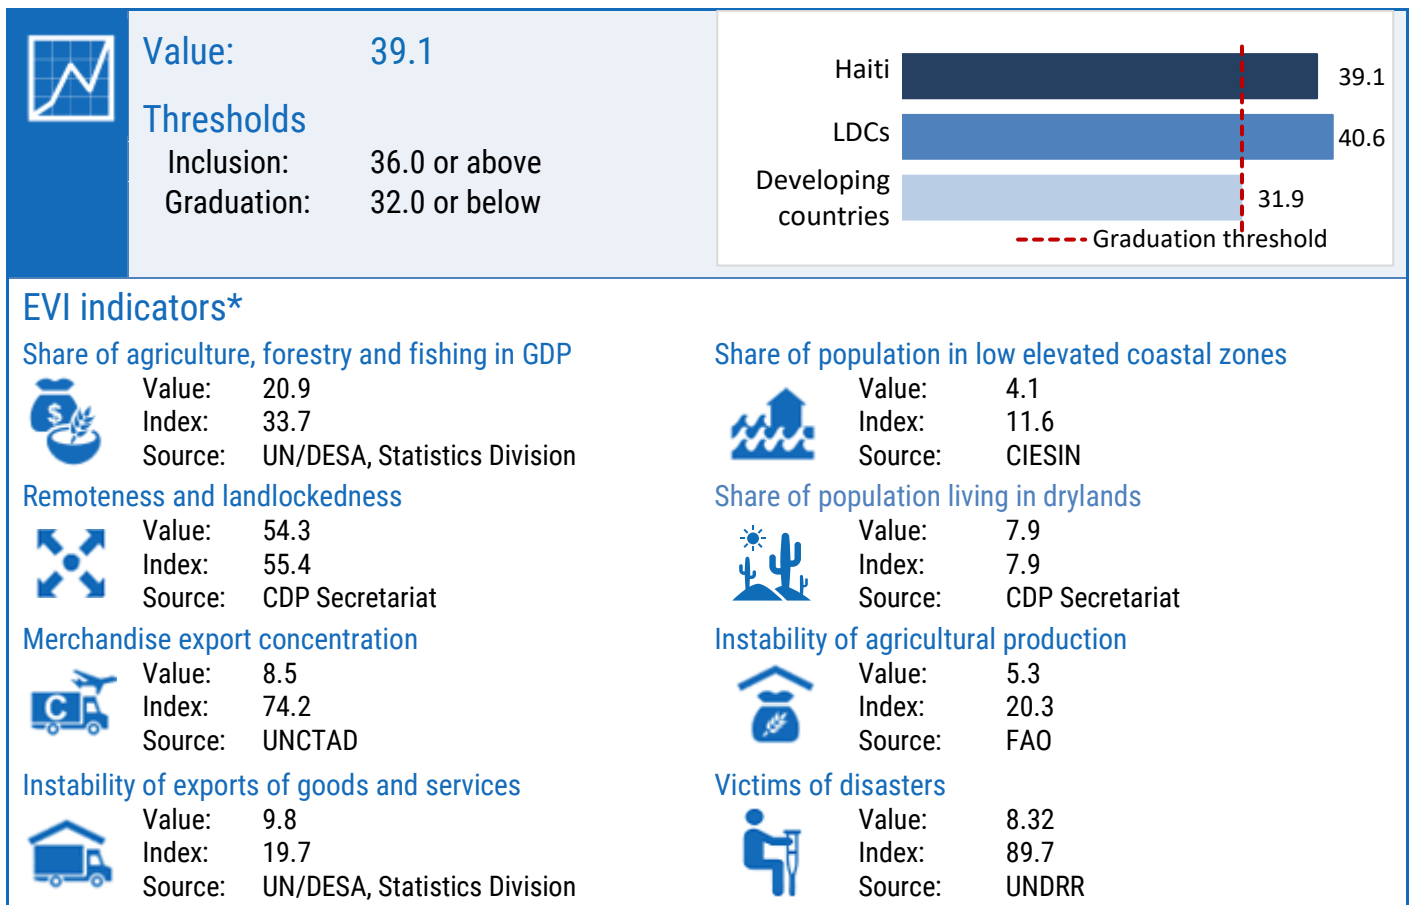 Value: 39.1
Thresholds
Inclusion: 36.0 or above
Graduation: 32.0 or below
Haiti 39.1
LDCs 40.6
Developing
countries 31.9
Graduation threshold
EVI indicators*
Share of agriculture, forestry and fishing in GDP
Value: 20.9
Index: 33.7
Source: UN/DESA, Statistics Division
Share of population in low elevated coastal zones
Value: 4.1
Index: 11.6
Source: CIESIN
Remoteness and landlockedness
Value: 54.3
Index: 55.4
Source: CDP Secretariat
Share of population living in drylands
Value: 7.9
Index: 7.9
Source: CDP Secretariat
Merchandise export concentration
C
Value: 8.5
Index: 74.2
Source: UNCTAD
Instability of agricultural production
Value: 5.3
Index: 20.3
Source: FAO
Instability of exports of goods and services
Value: 9.8
Index: 19.7
Source: UN/DESA, Statistics Division
Victims of disasters
Value: 8.32
Index: 89.7
Source: UNDRR